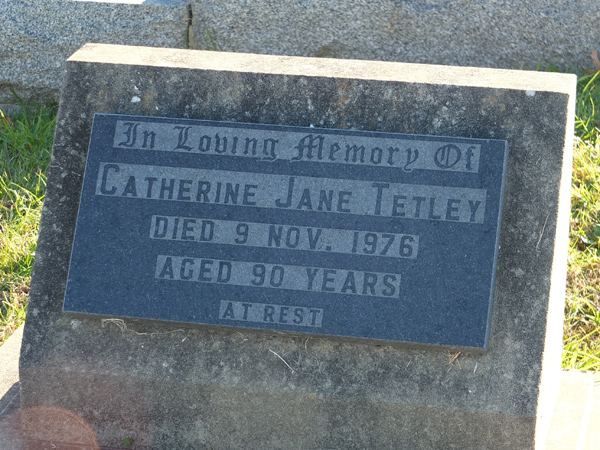 In Loving Memory Of
CATHERINE JANE TETLEY
DIED 9 NOV. 1976
AGED 90 YEARS
AT REST